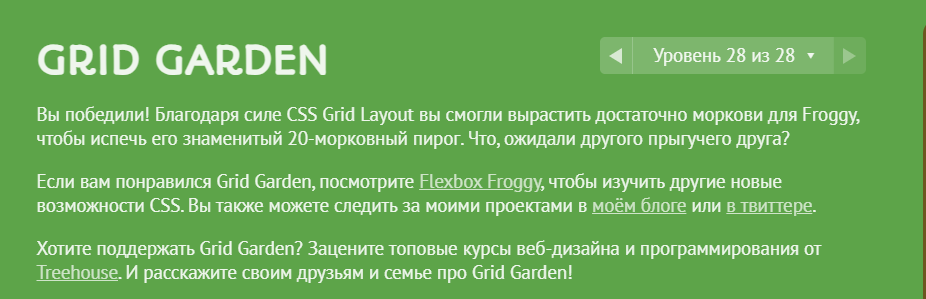 GRID GARDEN
Уровень 28 из 28
Вы победили! Благодаря силе CSS Grid Layout вы смогли вырастить достаточно моркови для Froggy,
чтобы испечь его знаменитый 20-морковный пирог. Что, ожидали другого прыгучего друга?
Если вам понравился Grid Garden, посмотрите Flexbox Froggy, чтобы изучить другие новые
возможности CSS. Вы также можете следить за моими проектами в моём блоге или в твиттере.
Хотите поддержать Grid Garden? Зацените топовые курсы веб-дизайна и программирования от
Treehouse. И расскажите своим друзьям и семье про Grid Garden!